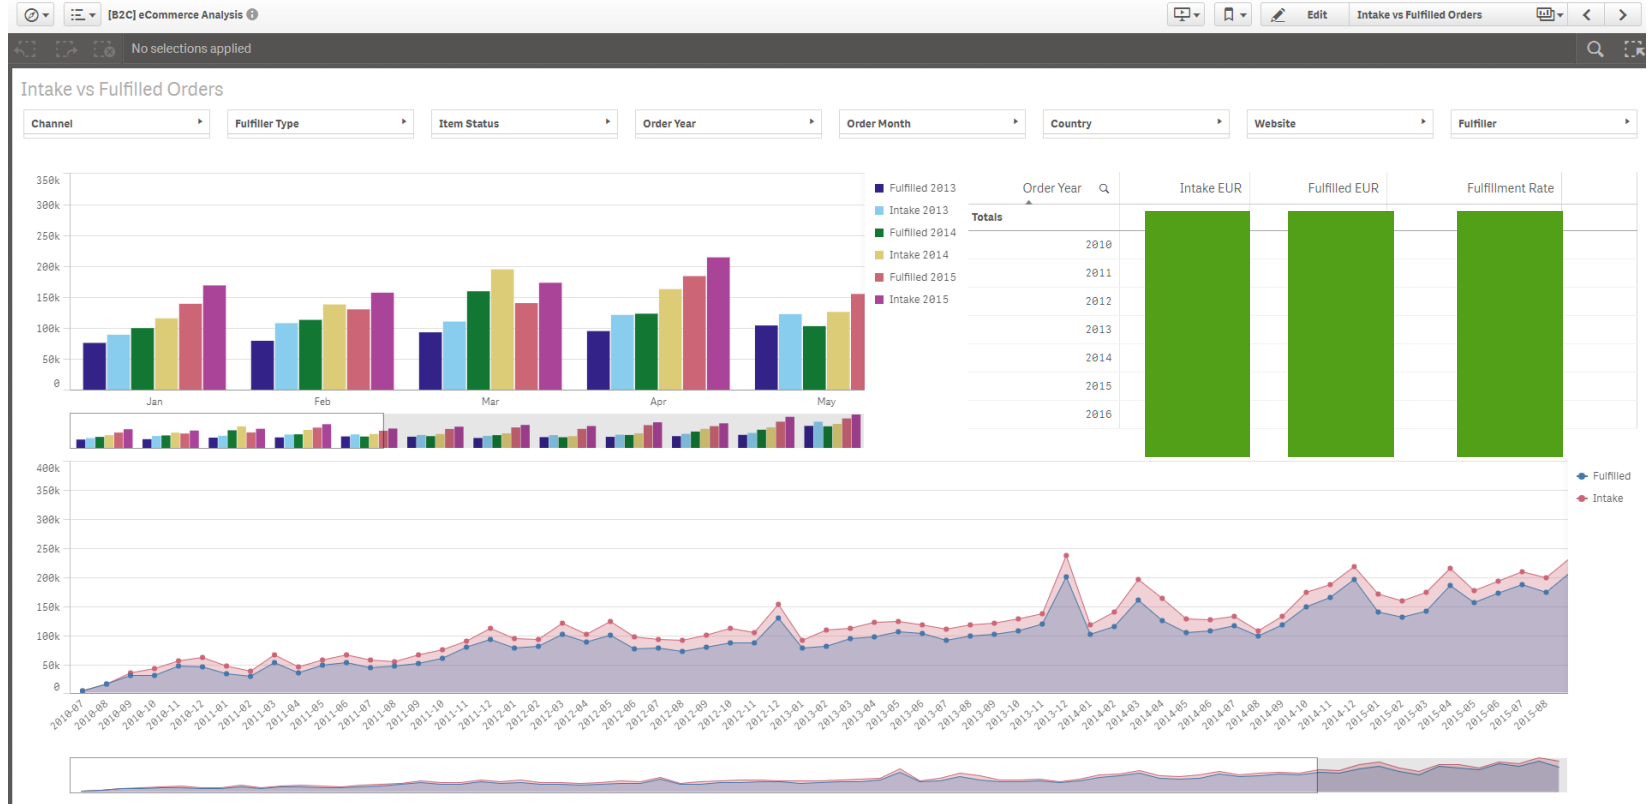 [B2C] eCommerce Analysis
Edit
Intake vs Fulfilled Orders
No selections applied
Intake vs Fulfilled Orders
Channel
Fulfiller Type
Item Status
Order Year
Order Month
Country
Website
Fulfiller
350k
300k
250k
200k
150k
100k
50k
0
Jan
Feb
Mar
Apr
May
Fulfilled 2013
Intake 2013
Fulfilled 2014
Intake 2014
Fulfilled 2015
Intake 2015
Order Year
Intake EUR
Fulfilled EUR
Fulfillment Rate
Totals
2010
2011
2012
2013
2014
2015
2016
400k
350k
300k
250k
200k
150k
100k
50k
0
Fulfilled
Intake
2010-07
2010-08
2010-09
2010-10
2010-11
2010-12
2011-01
2011-02
2011-03
2011-04
2011-05
2011-06
2011-07
2011-08
2011-09
2011-10
2011-11
2011-12
2012-01
2012-02
2012-03
2012-04
2012-05
2012-06
2012-07
2012-08
2012-09
2012-10
2012-11
2012-12
2013-01
2013-02
2013-03
2013-04
2013-05
2013-06
2013-07
2013-08
2013-09
2013-10
2013-11
2013-12
2014-01
2014-02
2014-03
2014-04
2014-05
2014-06
2014-07
2014-08
2014-09
2014-10
2014-11
2014-12
2015-01
2015-02
2015-03
2015-04
2015-05
2015-06
2015-07
2015-08